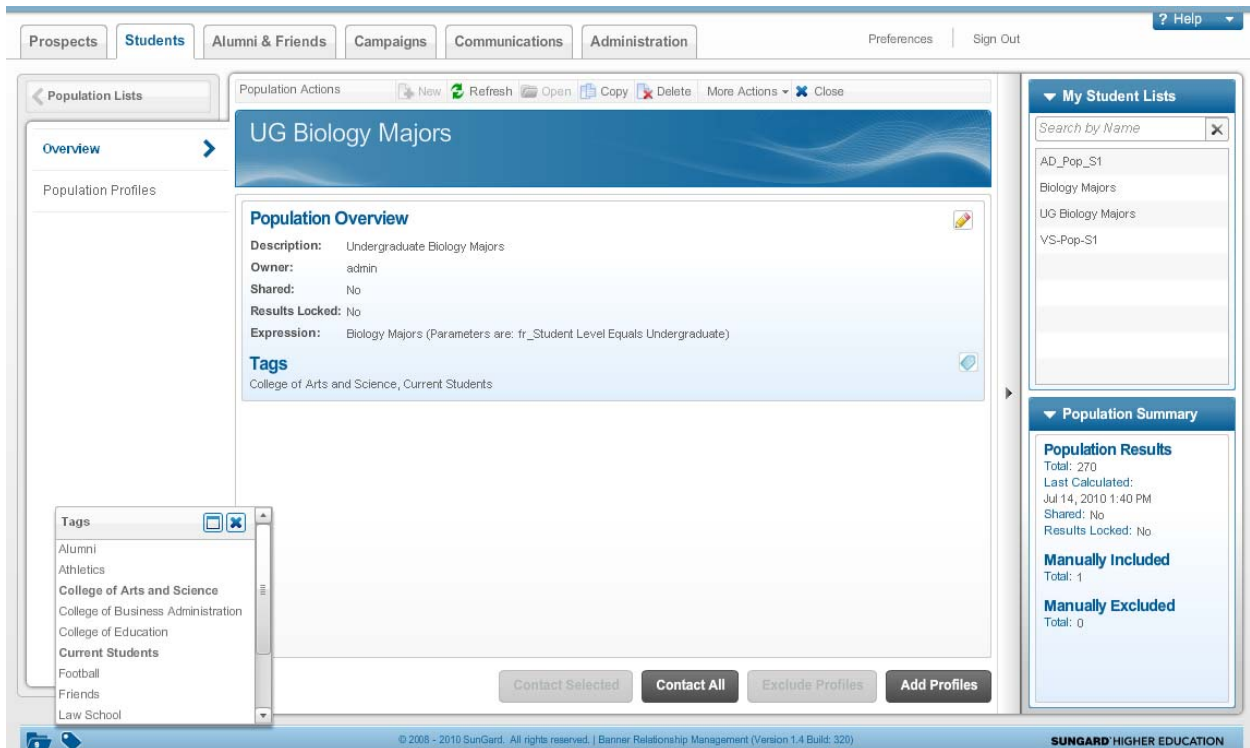 ? Help
Prospects
Students
Alumni & Friends
Campaigns
Communications
Administration
Preferences
Sign Out
Population Lists
Overview
Population Profiles
Population Actions
New
Refresh
Open
Copy
Delete
More Actions
Close
UG Biology Majors
Population Overview
Description: Undergraduate Biology Majors
Owner: admin
Shared: No
Results Locked: No
Expression: Biology Majors (Parameters are: fr_Student Level Equals Undergraduate)
Tags
College of Arts and Science, Current Students
Tags
Alumni
Athletics
College of Arts and Science
College of Business Administration
College of Education
Current Students
Football
Friends
Law School
Contact Selected
Contact All
Exclude Profiles
Add Profiles
My Student Lists
Search by Name
AD_Pop_S1
Biology Majors
UG Biology Majors
VS-Pop-S1
Population Summary
Population Results
Total: 270
Last Calculated:
Jul 14, 2010 1:40 PM
Shared: No
Results Locked: No
Manually Included
Total: 1
Manually Excluded
Total: 0
© 2008 - 2010 SunGard. All rights reserved. | Banner Relationship Management (Version 1.4 Build: 320)
SUNGARD HIGHER EDUCATION